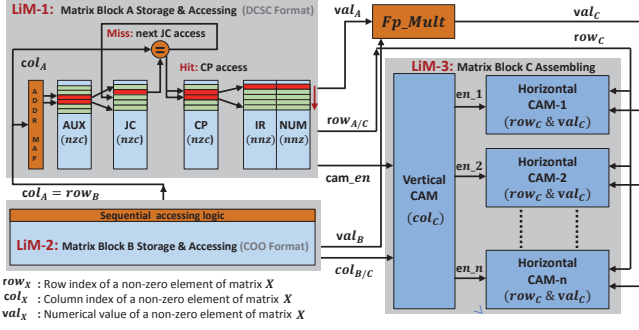 LiM-1: Matrix Block A Storage & Accessing (DCSC Format)
Miss: next JC access
=
col_A
Hit: CP access
ADDR MAP
AUX (nzc)
JC (nzc)
CP (nzc)
IR (nnz)
NUM (nnz)
val_A
Fp_Mult
val_C
row_C
row_A/C
cam_en
col_A = row_B
Sequential accessing logic
LiM-2: Matrix Block B Storage & Accessing (COO Format)
val_B
col_B/C
LiM-3: Matrix Block C Assembling
Vertical CAM (col_C)
en_1
Horizontal CAM-1 (row_C & val_C)
en_2
Horizontal CAM-2 (row_C & val_C)
en_n
Horizontal CAM-n (row_C & val_C)
row_X : Row index of a non-zero element of matrix X
col_X : Column index of a non-zero element of matrix X
val_X : Numerical value of a non-zero element of matrix X